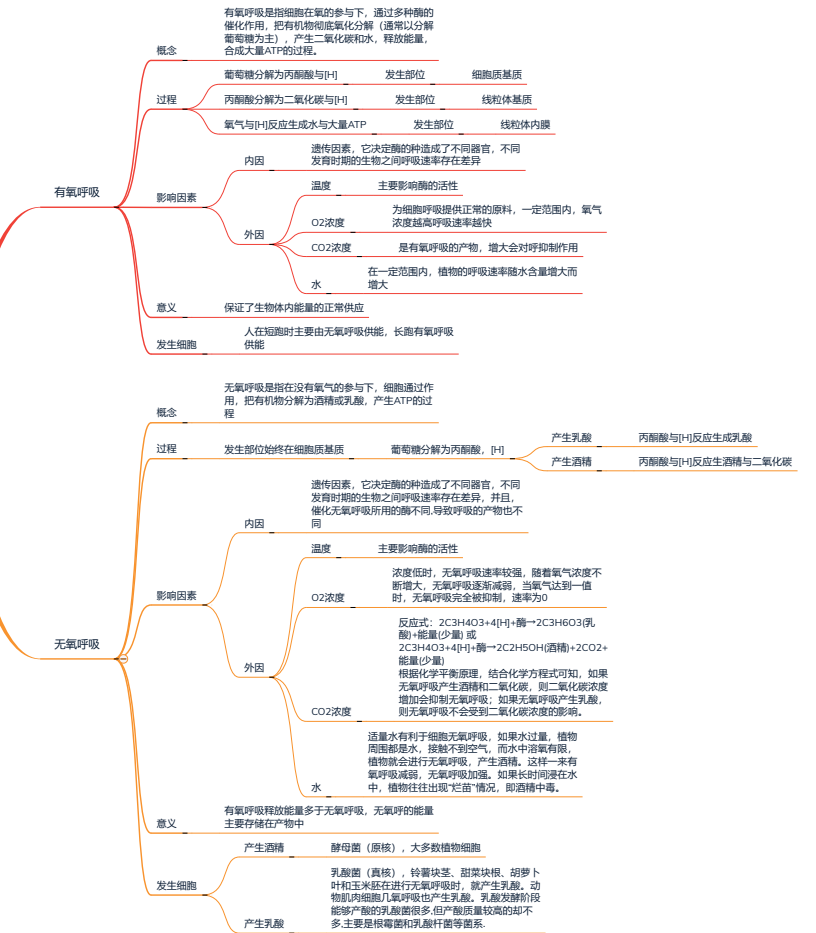 有氧呼吸是指细胞在氧的参与下，通过多种酶的
催化作用，把有机物彻底氧化分解（通常以分解
葡萄糖为主），产生二氧化碳和水，释放能量，
合成大量ATP的过程。
概念
葡萄糖分解为丙酮酸与[H] 发生部位 细胞质基质
过程 丙酮酸分解为二氧化碳与[H] 发生部位 线粒体基质
氧气与[H]反应生成水与大量ATP 发生部位 线粒体内膜
遗传因素，它决定酶的种造成了不同器官，不同
发育时期的生物之间呼吸速率存在差异
内因
温度 主要影响酶的活性
有氧呼吸
影响因素
为细胞呼吸提供正常的原料，一定范围内，氧气
浓度越高呼吸速率越快
O2浓度
外因
CO2浓度 是有氧呼吸的产物，增大会对呼抑制作用
在一定范围内，植物的呼吸速率随水含量增大而
增大
水
意义 保证了生物体内能量的正常供应
人在短跑时主要由无氧呼吸供能，长跑有氧呼吸
供能
发生细胞
无氧呼吸是指在没有氧气的参与下，细胞通过作
用，把有机物分解为酒精或乳酸，产生ATP的过
程
概念
产生乳酸 丙酮酸与[H]反应生成乳酸
过程 发生部位始终在细胞质基质 葡萄糖分解为丙酮酸，[H]
产生酒精 丙酮酸与[H]反应生酒精与二氧化碳
遗传因素，它决定酶的种造成了不同器官，不同
发育时期的生物之间呼吸速率存在差异，并且，
催化无氧呼吸所用的酶不同,导致呼吸的产物也不
同
内因
温度 主要影响酶的活性
浓度低时，无氧呼吸速率较强，随着氧气浓度不
断增大，无氧呼吸逐渐减弱，当氧气达到一值
时，无氧呼吸完全被抑制，速率为0
O2浓度
影响因素
反应式：2C3H4O3+4[H]+酶→2C3H6O3(乳
酸)+能量(少量) 或
2C3H4O3+4[H]+酶→2C2H5OH(酒精)+2CO2+
能量(少量)
根据化学平衡原理，结合化学方程式可知，如果
无氧呼吸产生酒精和二氧化碳，则二氧化碳浓度
增加会抑制无氧呼吸；如果无氧呼吸产生乳酸，
则无氧呼吸不会受到二氧化碳浓度的影响。
CO2浓度
无氧呼吸
外因
适量水有利于细胞无氧呼吸，如果水过量，植物
周围都是水，接触不到空气，而水中溶氧有限，
植物就会进行无氧呼吸，产生酒精。这样一来有
氧呼吸减弱，无氧呼吸加强。如果长时间浸在水
中，植物往往出现“烂苗”情况，即酒精中毒。
水
有氧呼吸释放能量多于无氧呼吸，无氧呼的能量
主要存储在产物中
意义
产生酒精 酵母菌（原核），大多数植物细胞
发生细胞
乳酸菌（真核），铃薯块茎、甜菜块根、胡萝卜
叶和玉米胚在进行无氧呼吸时，就产生乳酸。动
物肌肉细胞几氧呼吸也产生乳酸。乳酸发酵阶段
能够产酸的乳酸菌很多,但产酸质量较高的却不
多,主要是根霉菌和乳酸杆菌等菌系.
产生乳酸